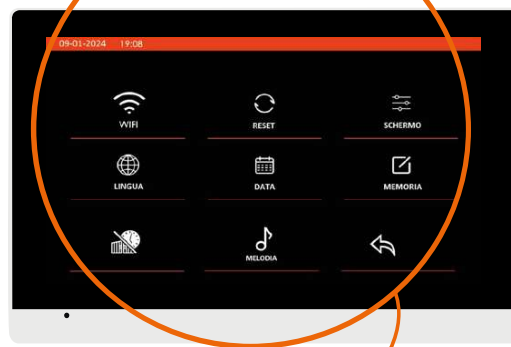 09-01-2024 19:08
WIFI RESET SCHERMO
LINGUA DATA MEMORIA
MELODIA